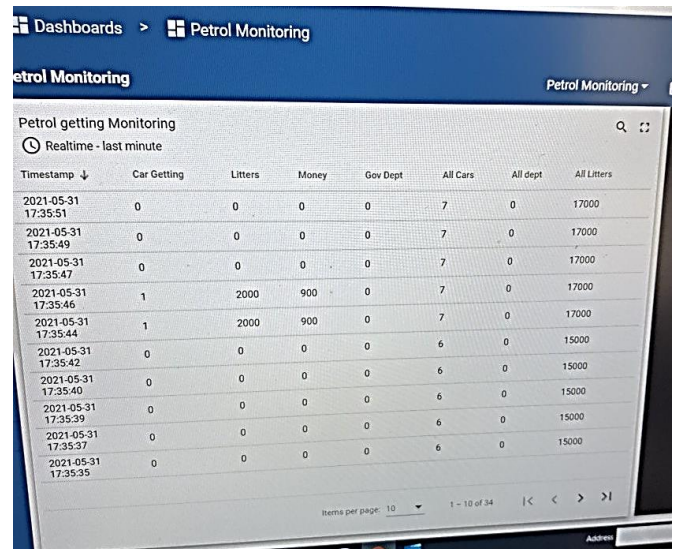 Dashboards > Petrol Monitoring
etrol Monitoring
Petrol Monitoring
Petrol getting Monitoring
Realtime - last minute
Timestamp ↓ Car Getting Litters Money Gov Dept All Cars All dept All Litters
2021-05-31
17:35:51 0 0 0 0 7 0 17000
2021-05-31
17:35:49 0 0 0 0 7 0 17000
2021-05-31
17:35:47 0 0 0 0 7 0 17000
2021-05-31
17:35:46 1 2000 900 0 7 0 17000
2021-05-31
17:35:44 1 2000 900 0 7 0 17000
2021-05-31
17:35:42 0 0 0 0 6 0 15000
2021-05-31
17:35:40 0 0 0 0 6 0 15000
2021-05-31
17:35:39 0 0 0 0 6 0 15000
2021-05-31
17:35:37 0 0 0 0 6 0 15000
2021-05-31
17:35:35 0 0 0 0 6 0 15000
Items per page: 10 1 – 10 of 34 |< < > >|
Address